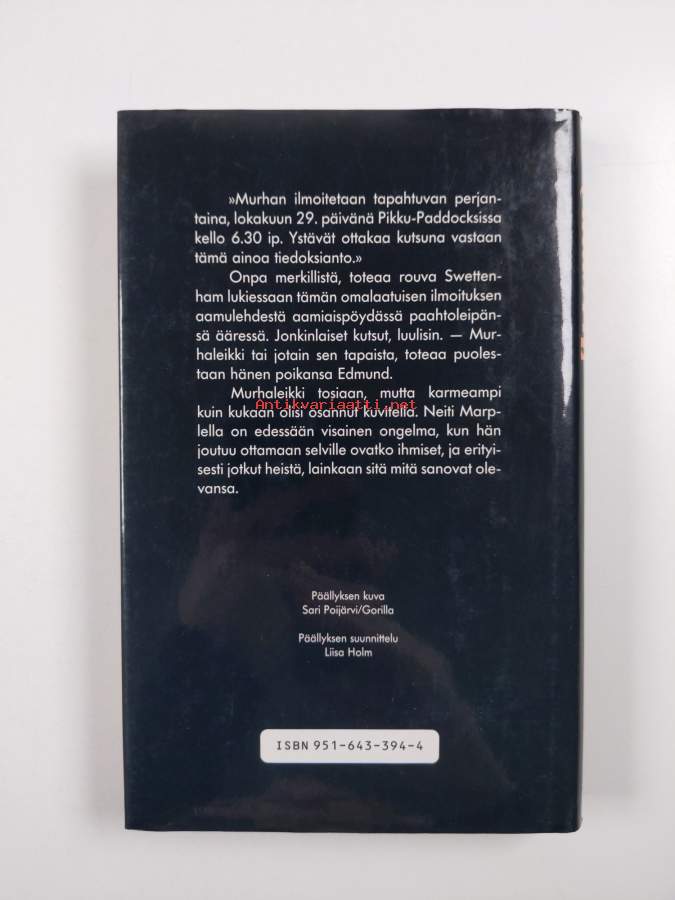 »Murhan ilmoitetaan tapahtuvan perjan-
taina, lokakuun 29. päivänä Pikku-Paddocksissa
kello 6.30 ip. Ystävät ottakaa kutsuna vastaan
tämä ainoa tiedoksianto.»
Onpa merkillistä, toteaa rouva Swetten-
ham lukiessaan tämän omalaatuisen ilmoituksen
aamulehdestä aamiaispöydässä paahtoleipän-
sä ääressä. Jonkinlaiset kutsut, luulisin. — Mur-
haleikki tai jotain sen tapaista, toteaa puoles-
taan hänen poikansa Edmund.
Murhaleikki tosiaan, mutta karmeampi
kuin kukaan olisi osannut kuvitella. Neiti Marp-
Antikvariaatti.net
lella on edessään visainen ongelma, kun hän
joutuu ottamaan selville ovatko ihmiset, ja erityi-
sesti jotkut heistä, lainkaan sitä mitä sanovat ole-
vansa.
Päällyksen kuva
Sari Poijärvi/Gorilla
Päällyksen suunnittelu
Liisa Holm
ISBN 951-643-394-4